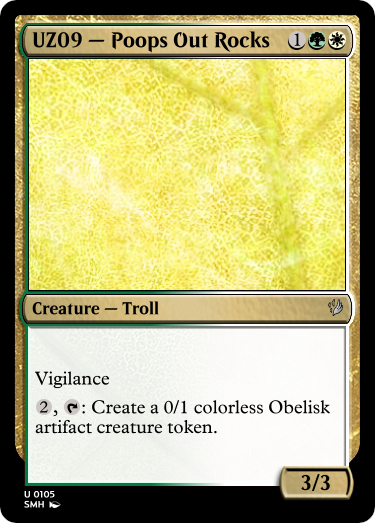 UZ09 — Poops Out Rocks 1
Creature — Troll
Vigilance
2, : Create a 0/1 colorless Obelisk
artifact creature token.
3/3
U 0105
SMH